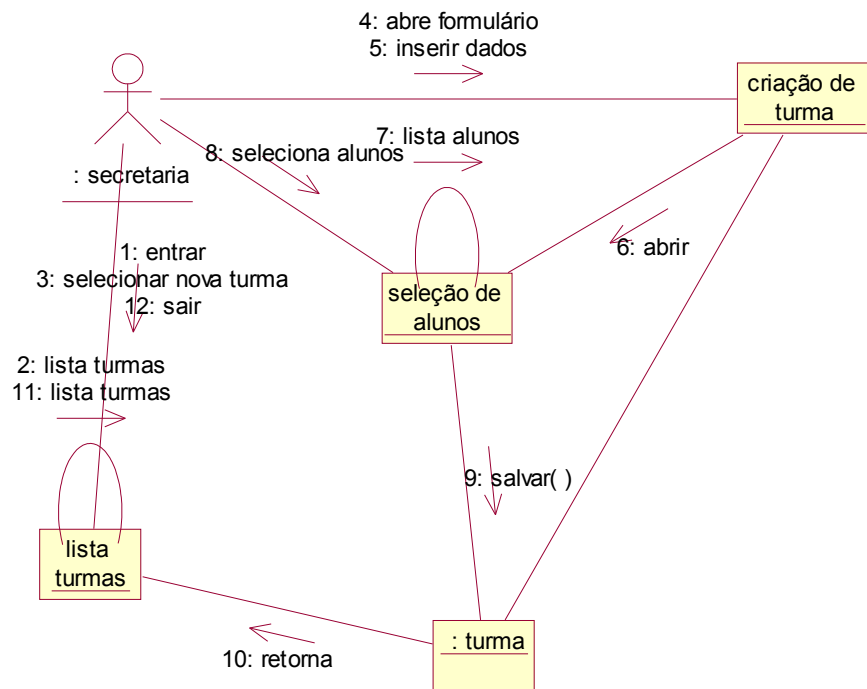 4: abre formulário
5: inserir dados
criação de
turma
7: lista alunos
8: seleciona alunos
: secretaria
1: entrar
3: selecionar nova turma
12: sair
6: abrir
seleção de
alunos
2: lista turmas
11: lista turmas
9: salvar( )
lista
turmas
: turma
10: retorna